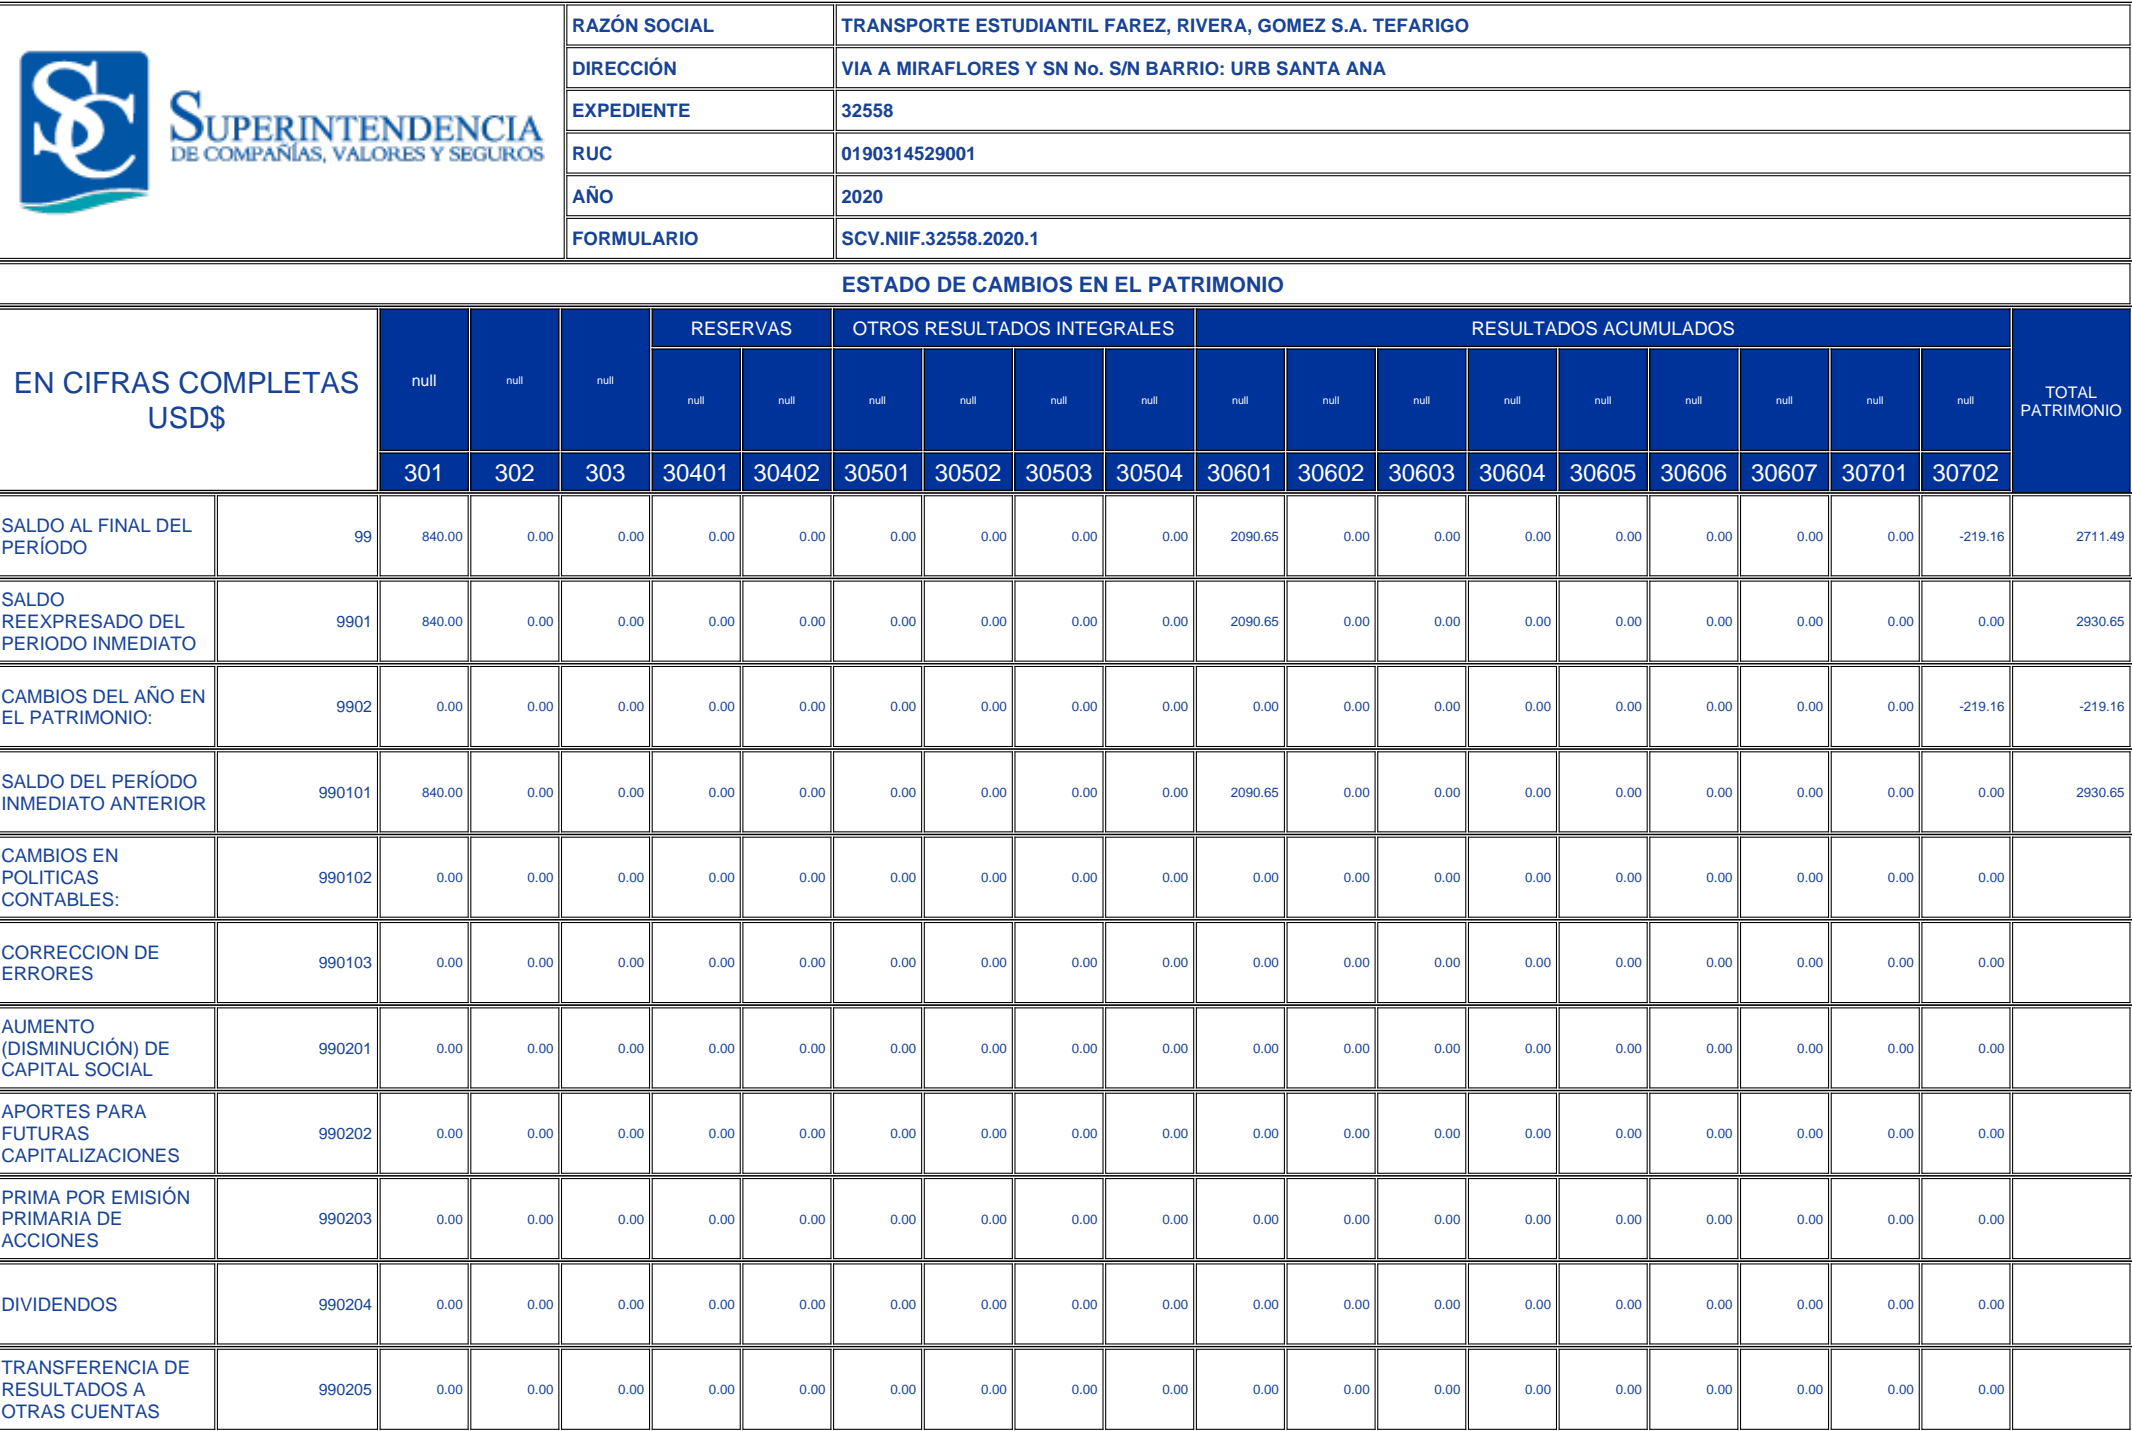 SUPERINTENDENCIA
DE COMPAÑÍAS, VALORES Y SEGUROS
RAZÓN SOCIAL TRANSPORTE ESTUDIANTIL FAREZ, RIVERA, GOMEZ S.A. TEFARIGO
DIRECCIÓN VIA A MIRAFLORES Y SN No. S/N BARRIO: URB SANTA ANA
EXPEDIENTE 32558
RUC 0190314529001
AÑO 2020
FORMULARIO SCV.NIIF.32558.2020.1
ESTADO DE CAMBIOS EN EL PATRIMONIO
EN CIFRAS COMPLETAS
USD$
RESERVAS OTROS RESULTADOS INTEGRALES RESULTADOS ACUMULADOS
null null null null null null null null null null null null null null null null null null
TOTAL
PATRIMONIO
301 302 303 30401 30402 30501 30502 30503 30504 30601 30602 30603 30604 30605 30606 30607 30701 30702
SALDO AL FINAL DEL
PERÍODO
99 840.00 0.00 0.00 0.00 0.00 0.00 0.00 0.00 0.00 2090.65 0.00 0.00 0.00 0.00 0.00 0.00 0.00 -219.16 2711.49
SALDO
REEXPRESADO DEL
PERIODO INMEDIATO
9901 840.00 0.00 0.00 0.00 0.00 0.00 0.00 0.00 0.00 2090.65 0.00 0.00 0.00 0.00 0.00 0.00 0.00 0.00 2930.65
CAMBIOS DEL AÑO EN
EL PATRIMONIO:
9902 0.00 0.00 0.00 0.00 0.00 0.00 0.00 0.00 0.00 0.00 0.00 0.00 0.00 0.00 0.00 0.00 0.00 -219.16 -219.16
SALDO DEL PERÍODO
INMEDIATO ANTERIOR
990101 840.00 0.00 0.00 0.00 0.00 0.00 0.00 0.00 0.00 2090.65 0.00 0.00 0.00 0.00 0.00 0.00 0.00 0.00 2930.65
CAMBIOS EN
POLITICAS
CONTABLES:
990102 0.00 0.00 0.00 0.00 0.00 0.00 0.00 0.00 0.00 0.00 0.00 0.00 0.00 0.00 0.00 0.00 0.00 0.00
CORRECCION DE
ERRORES
990103 0.00 0.00 0.00 0.00 0.00 0.00 0.00 0.00 0.00 0.00 0.00 0.00 0.00 0.00 0.00 0.00 0.00 0.00
AUMENTO
(DISMINUCIÓN) DE
CAPITAL SOCIAL
990201 0.00 0.00 0.00 0.00 0.00 0.00 0.00 0.00 0.00 0.00 0.00 0.00 0.00 0.00 0.00 0.00 0.00 0.00
APORTES PARA
FUTURAS
CAPITALIZACIONES
990202 0.00 0.00 0.00 0.00 0.00 0.00 0.00 0.00 0.00 0.00 0.00 0.00 0.00 0.00 0.00 0.00 0.00 0.00
PRIMA POR EMISIÓN
PRIMARIA DE
ACCIONES
990203 0.00 0.00 0.00 0.00 0.00 0.00 0.00 0.00 0.00 0.00 0.00 0.00 0.00 0.00 0.00 0.00 0.00 0.00
DIVIDENDOS
990204 0.00 0.00 0.00 0.00 0.00 0.00 0.00 0.00 0.00 0.00 0.00 0.00 0.00 0.00 0.00 0.00 0.00 0.00
TRANSFERENCIA DE
RESULTADOS A
OTRAS CUENTAS
990205 0.00 0.00 0.00 0.00 0.00 0.00 0.00 0.00 0.00 0.00 0.00 0.00 0.00 0.00 0.00 0.00 0.00 0.00